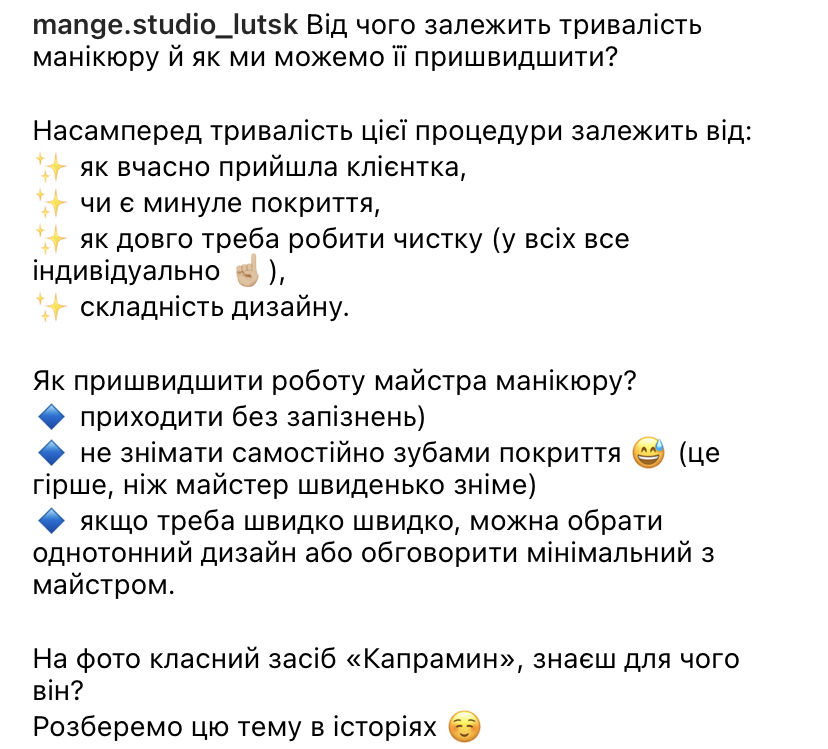 mange.studio_lutsk Від чого залежить тривалість
манікюру й як ми можемо її пришвидшити?
Насамперед тривалість цієї процедури залежить від:
✨ як вчасно прийшла клієнтка,
✨ чи є минуле покриття,
✨ як довго треба робити чистку (у всіх все
індивідуально ☝🏼),
✨ складність дизайну.
Як пришвидшити роботу майстра манікюру?
🔷 приходити без запізнень)
🔷 не знімати самостійно зубами покриття 😅 (це
гірше, ніж майстер швиденько зніме)
🔷 якщо треба швидко швидко, можна обрати
однотонний дизайн або обговорити мінімальний з
майстром.
На фото класний засіб «Капрамин», знаєш для чого
він?
Розберемо цю тему в історіях ☺️